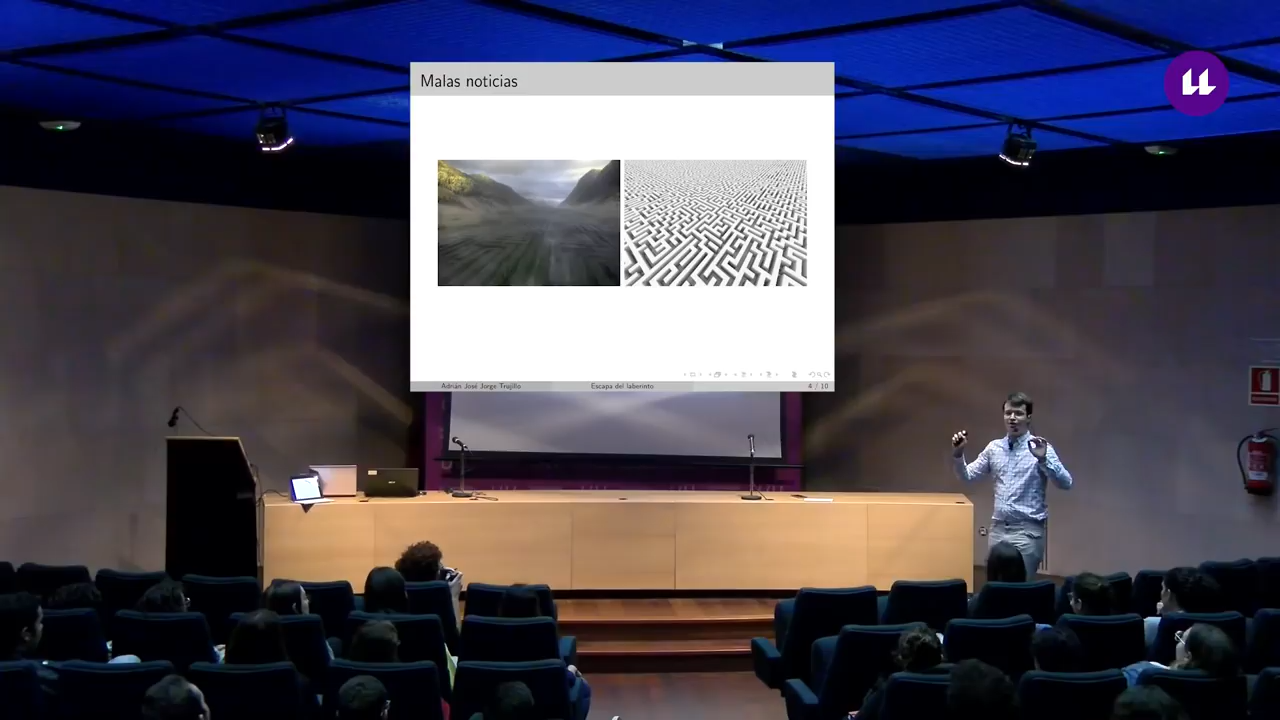 Malas noticias
Adrián José Jorge Trujillo
Escapa del laberinto
4 / 10